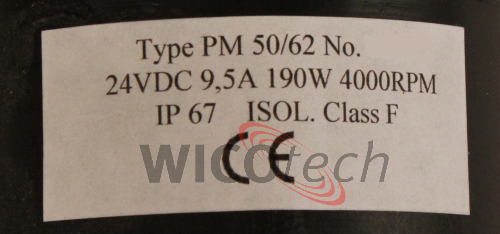 Type PM 50/62 No.
24VDC 9,5A 190W 4000RPM
IP 67 ISOL. Class F
CE
WICOtech